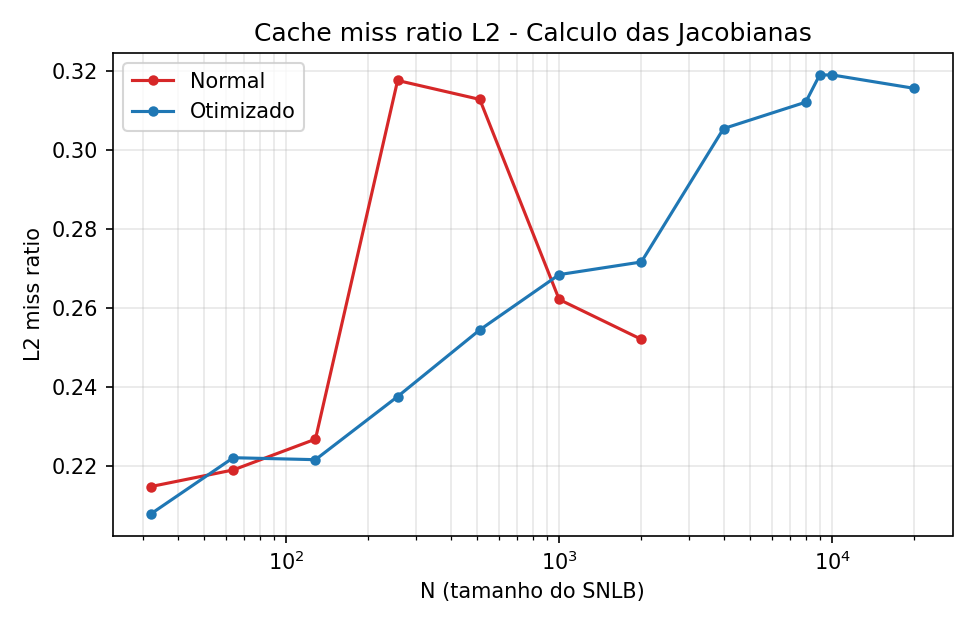 Cache miss ratio L2 - Calculo das Jacobianas
Normal
Otimizado
L2 miss ratio
0.32
0.30
0.28
0.26
0.24
0.22
10² 10³ 10⁴
N (tamanho do SNLB)